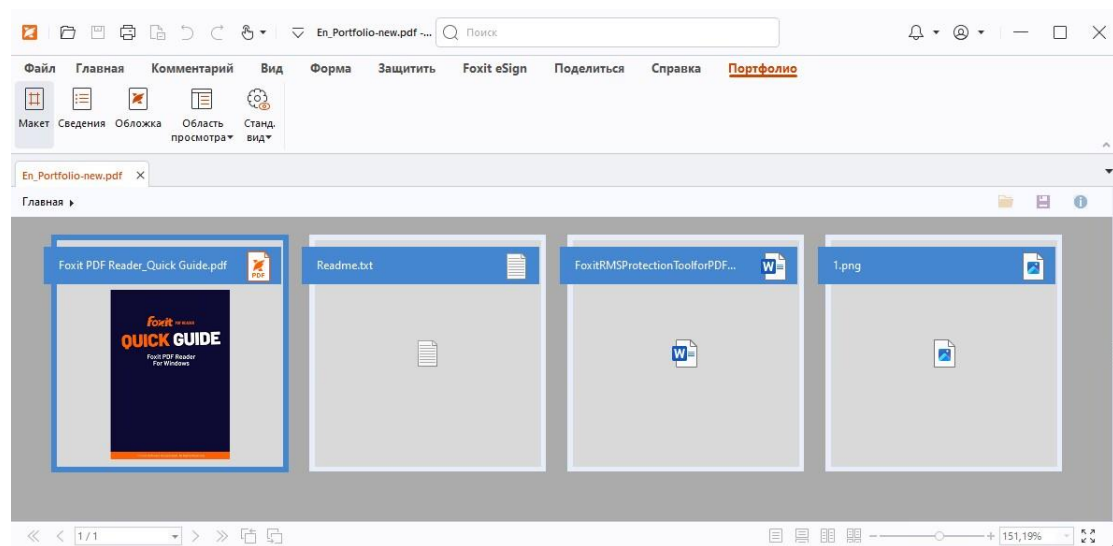 En_Portfolio-new.pdf -... Поиск
Файл Главная Комментарий Вид Форма Защитить Foxit eSign Поделиться Справка Портфолио
Макет Сведения Обложка Область просмотра Станд. вид
En_Portfolio-new.pdf
Главная
Foxit PDF Reader_Quick Guide.pdf PDF Readme.txt FoxitRMSProtectionToolforPDF... W 1.png
foxit PDF READER
QUICK GUIDE
Foxit PDF Reader
For Windows
W
1 / 1 151,19%